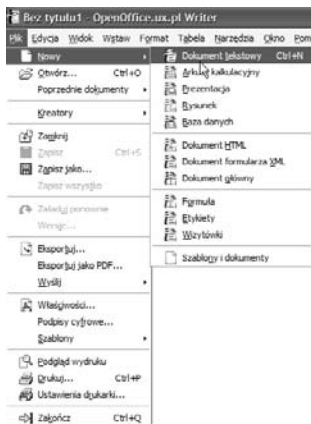 Bez tytułu1 - OpenOffice.ux.pl Writer
Plik Edycja Widok Wstaw Format Tabela Narzędzia Okno Pom
Nowy
Otwórz... Ctrl+O
Poprzednie dokumenty
Kreatory
Zamknij
Zapisz Ctrl+S
Zapisz jako...
Zapisz wszystko
Załaduj ponownie
Wersje...
Eksportuj...
Eksportuj jako PDF...
Wyślij
Właściwości...
Podpisy cyfrowe...
Szablony
Podgląd wydruku
Drukuj... Ctrl+P
Ustawienia drukarki...
Zakończ Ctrl+Q
Dokument tekstowy Ctrl+N
Arkusz kalkulacyjny
Prezentacja
Rysunek
Baza danych
Dokument HTML
Dokument formularza XML
Dokument główny
Formuła
Etykiety
Wizytówki
Szablony i dokumenty